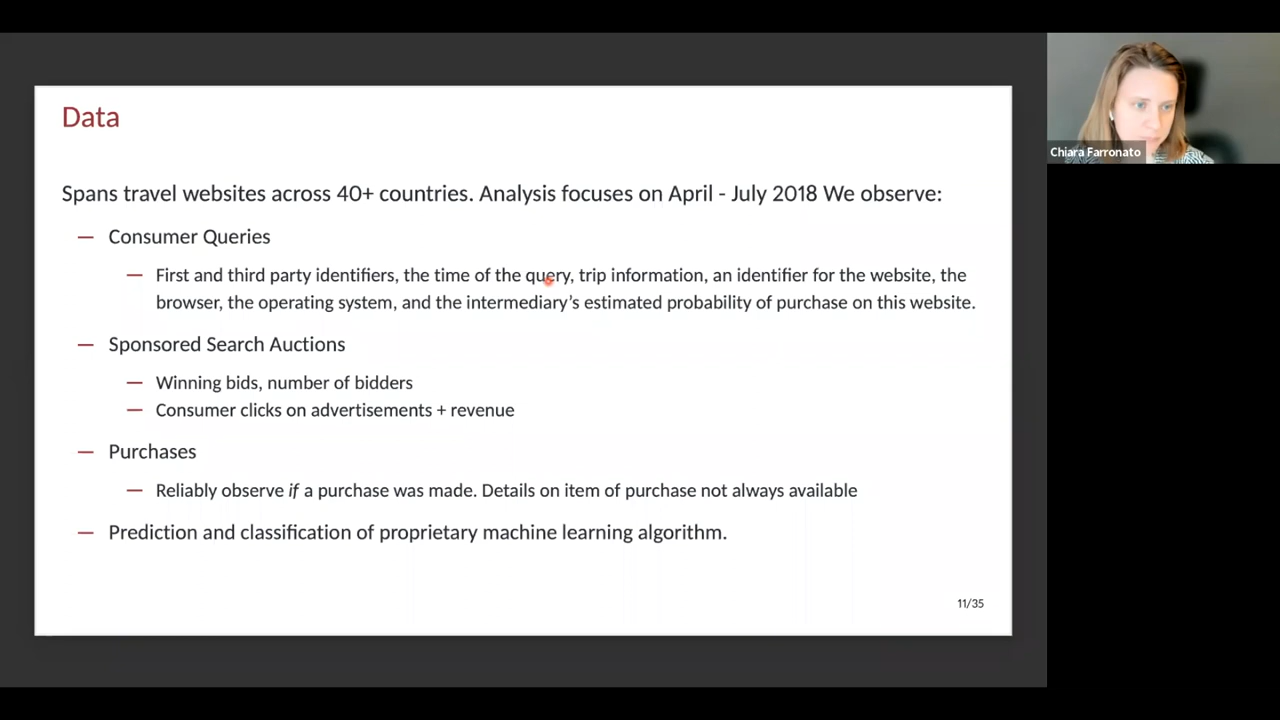 Data
Spans travel websites across 40+ countries. Analysis focuses on April - July 2018 We observe:
— Consumer Queries
— First and third party identifiers, the time of the query, trip information, an identifier for the website, the
browser, the operating system, and the intermediary's estimated probability of purchase on this website.
— Sponsored Search Auctions
— Winning bids, number of bidders
— Consumer clicks on advertisements + revenue
— Purchases
— Reliably observe if a purchase was made. Details on item of purchase not always available
— Prediction and classification of proprietary machine learning algorithm.
11/35
Chiara Farronato